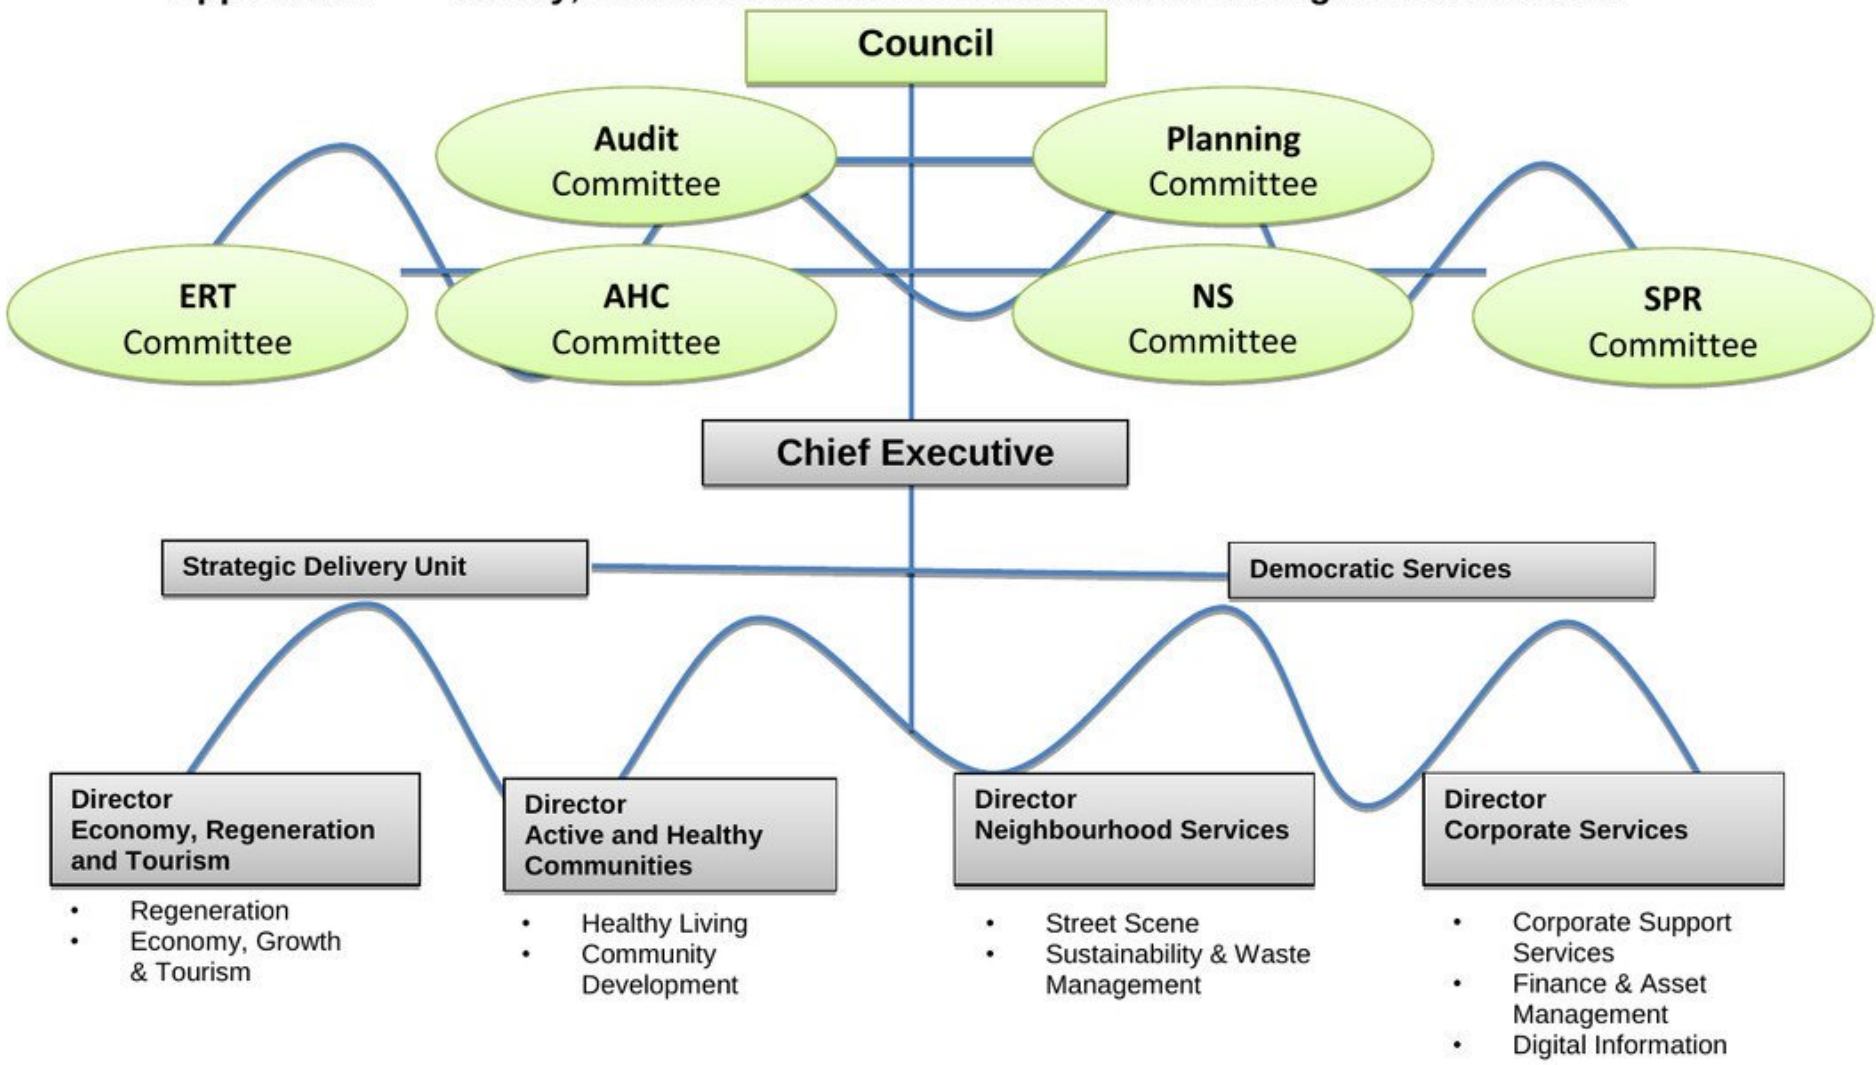 Council
Audit
Committee
Planning
Committee
ERT
Committee
AHC
Committee
NS
Committee
SPR
Committee
Chief Executive
Strategic Delivery Unit
Democratic Services
Director
Economy, Regeneration
and Tourism
• Regeneration
• Economy, Growth
& Tourism
Director
Active and Healthy
Communities
• Healthy Living
• Community
Development
Director
Neighbourhood Services
• Street Scene
• Sustainability & Waste
Management
Director
Corporate Services
• Corporate Support
Services
• Finance & Asset
Management
• Digital Information